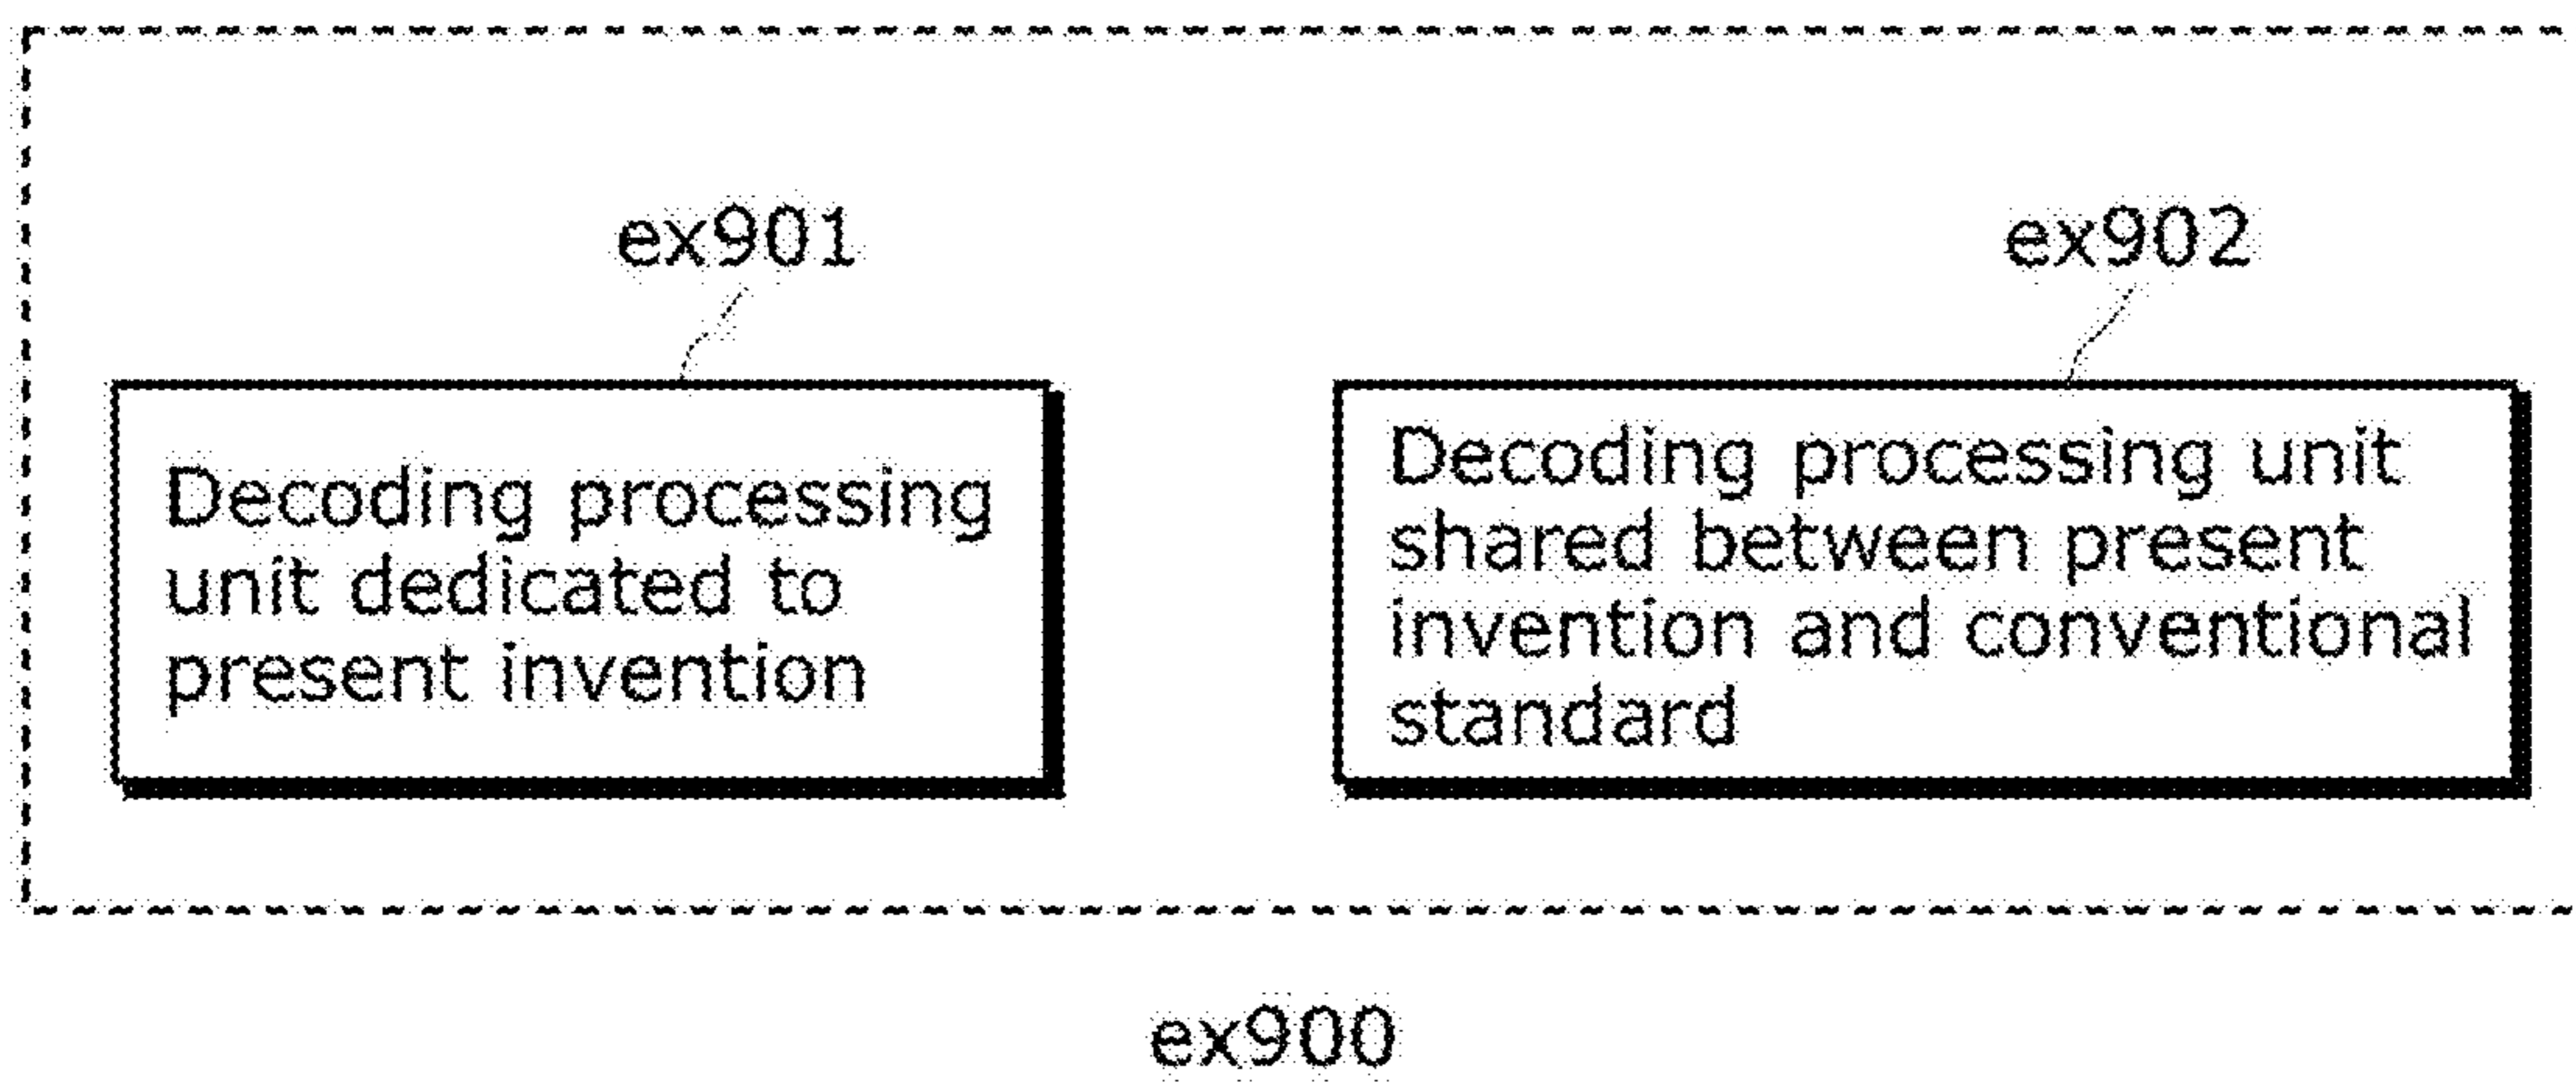 ex901
ex902
Decoding processing
unit dedicated to
present invention
Decoding processing unit
shared between present
invention and conventional
standard
ex900